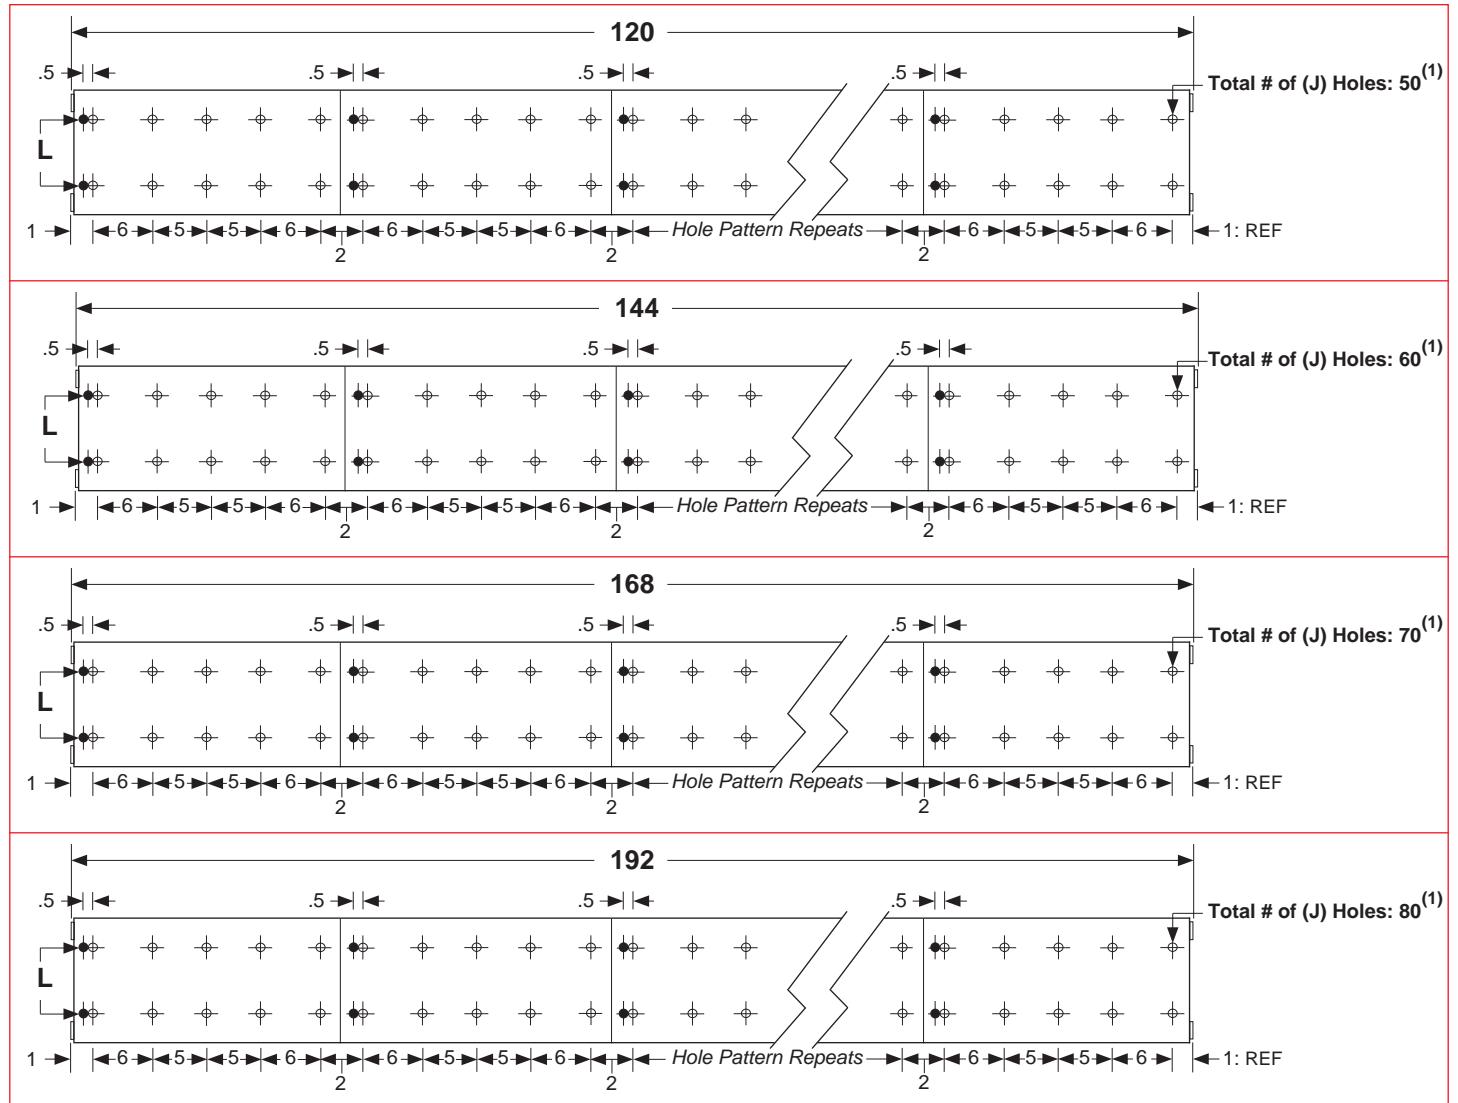 120
.5 .5 .5 .5
Total # of (J) Holes: 50(1)
L
1 6 5 5 6 6 5 5 6 Hole Pattern Repeats 6 5 5 6 1: REF
2 2 2
144
.5 .5 .5 .5
Total # of (J) Holes: 60(1)
L
1 6 5 5 6 6 5 5 6 Hole Pattern Repeats 6 5 5 6 1: REF
2 2 2
168
.5 .5 .5 .5
Total # of (J) Holes: 70(1)
L
1 6 5 5 6 6 5 5 6 Hole Pattern Repeats 6 5 5 6 1: REF
2 2 2
192
.5 .5 .5 .5
Total # of (J) Holes: 80(1)
L
1 6 5 5 6 6 5 5 6 Hole Pattern Repeats 6 5 5 6 1: REF
2 2 2